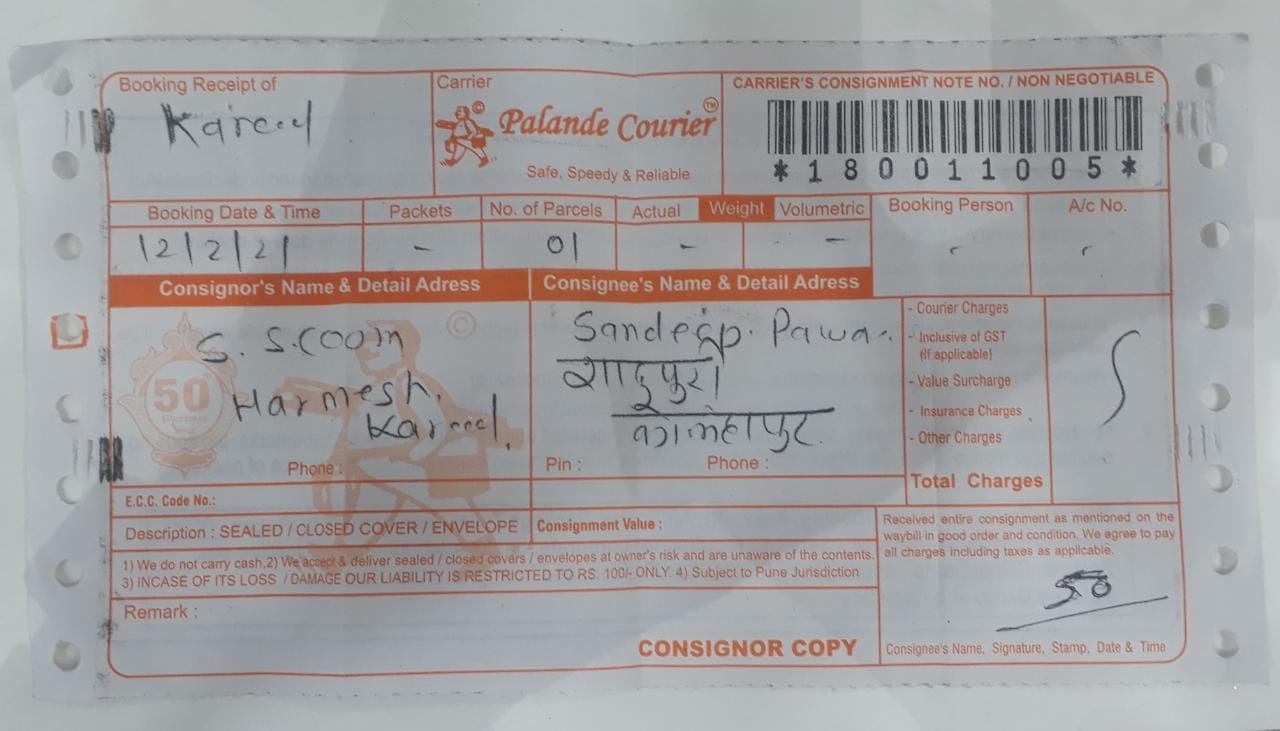 Booking Receipt of
Kareed
Carrier
Palande Courier TM
Safe, Speedy & Reliable
CARRIER'S CONSIGNMENT NOTE NO. / NON NEGOTIABLE
*180011005*
Booking Date & Time Packets No. of Parcels Actual Weight Volumetric Booking Person A/c No.
12/2/21 - 01 - -
Consignor's Name & Detail Adress
Consignee's Name & Detail Adress
S. S.
Harmesh.
Kareed.
50
Phone :
Sandeep. Pawar
शाहुपुरी
कोल्हापुर.
Pin : Phone :
- Courier Charges
- Inclusive of GST
(If applicable)
- Value Surcharge
- Insurance Charges
- Other Charges
Total Charges
E.C.C. Code No.:
Description : SEALED / CLOSED COVER / ENVELOPE
Consignment Value :
1) We do not carry cash,2) We accept & deliver sealed / closed covers / envelopes at owner's risk and are unaware of the contents.
3) INCASE OF ITS LOSS / DAMAGE OUR LIABILITY IS RESTRICTED TO RS. 100/- ONLY. 4) Subject to Pune Jurisdiction
Remark :
CONSIGNOR COPY
Received entire consignment as mentioned on the
waybill in good order and condition. We agree to pay
all charges including taxes as applicable.
50
Consignee's Name, Signature, Stamp, Date & Time